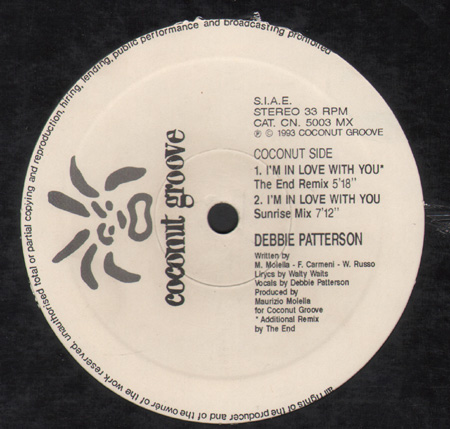 all rights of the producer and of the owner of the work reserved, unauthorised total or partial copying and reproduction, hiring, lending, public performance and broadcasting prohibited
coconut groove
S.I.A.E.
STEREO 33 RPM
CAT. CN. 5003 MX
℗ © 1993 COCONUT GROOVE
COCONUT SIDE
1. I'M IN LOVE WITH YOU*
The End Remix 5'18"
2. I'M IN LOVE WITH YOU
Sunrise Mix 7'12"
DEBBIE PATTERSON
Written by
M. Moiella - F. Carmeni - W. Russo
Lirycs by Waity Waits
Vocals by Debbie Patterson
Produced by
Maurizio Moiella
for Coconut Groove
* Additional Remix
by The End